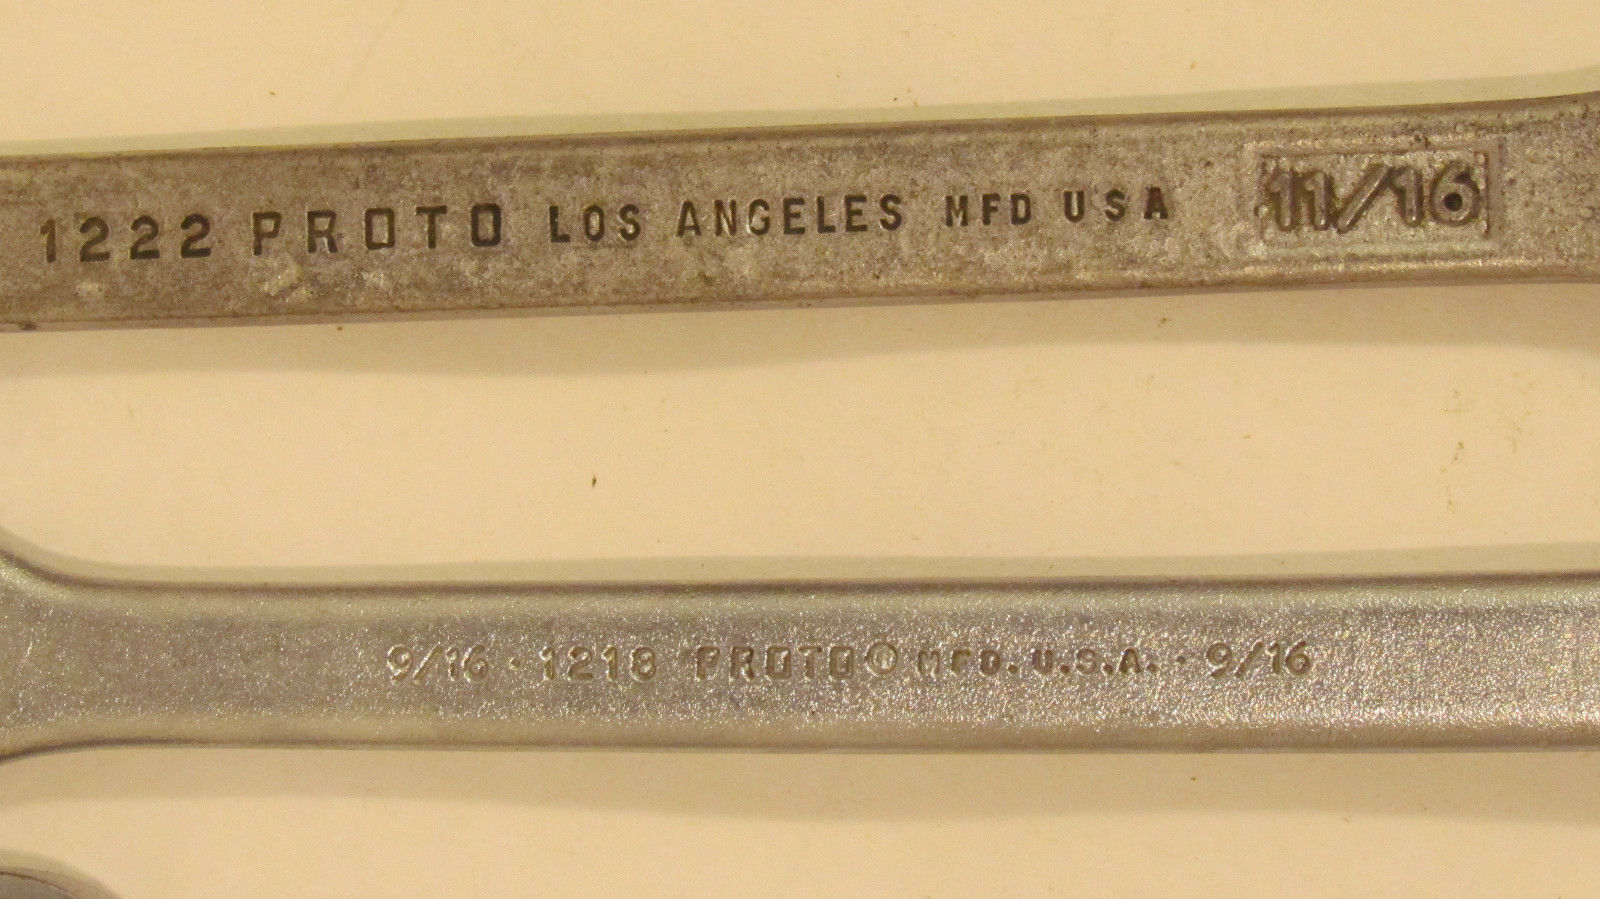 1222 PROTO LOS ANGELES MFD USA 11/16
9/16 · 1218 PROTO® MFD. U.S.A. · 9/16